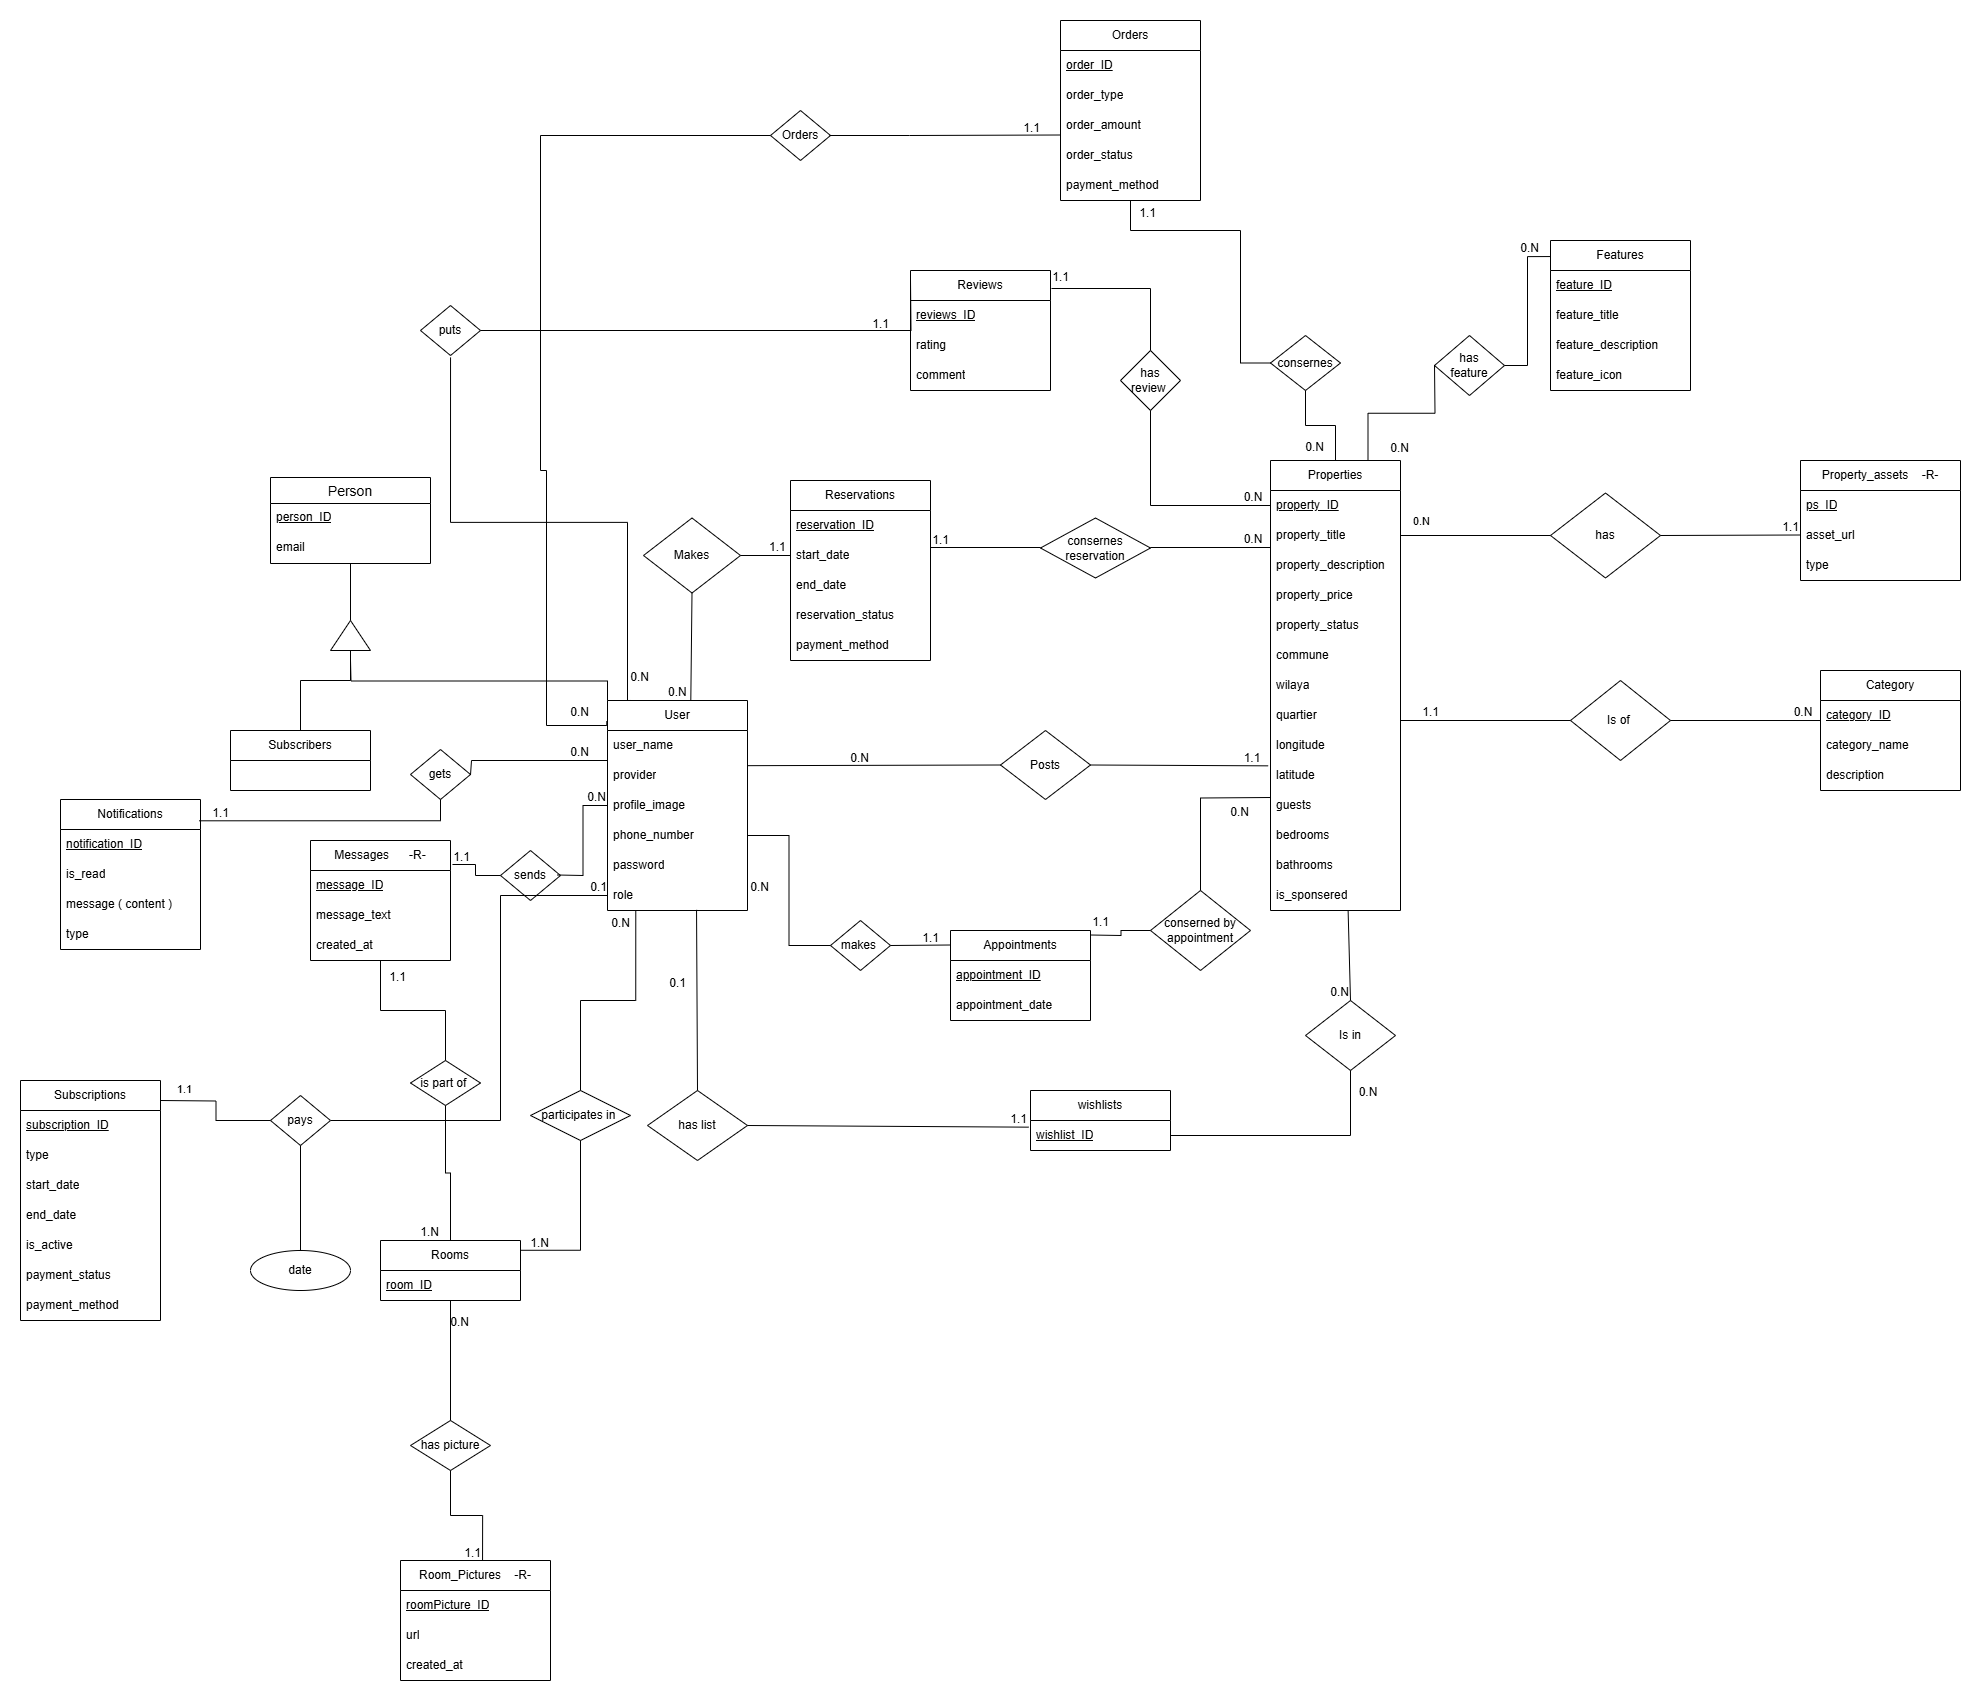 Orders
order_ID
order_type
order_amount
order_status
payment_method
Orders
1.1
1.1
Features
feature_ID
feature_title
feature_description
feature_icon
0.N
Reviews
reviews_ID
rating
comment
1.1
1.1
puts
has
review
consernes
has
feature
0.N
0.N
Person
person_ID
email
Reservations
reservation_ID
start_date
end_date
reservation_status
payment_method
Makes
1.1
1.1
consernes
reservation
0.N
0.N
Properties
property_ID
property_title
property_description
property_price
property_status
commune
wilaya
quartier
longitude
latitude
guests
bedrooms
bathrooms
is_sponsered
0.N
has
1.1
Property_assets -R-
ps_ID
asset_url
type
0.N
0.N
0.N
0.N
User
user_name
provider
profile_image
phone_number
password
role
Subscribers
gets
1.1
Notifications
notification_ID
is_read
message ( content )
type
0.N
0.1
Messages -R-
message_ID
message_text
created_at
1.1
sends
1.1
0.N
Posts
1.1
1.1
Is of
0.N
Category
category_ID
category_name
description
0.N
0.N
makes
1.1
Appointments
appointment_ID
appointment_date
1.1
conserned by
appointment
0.N
0.1
0.N
Is in
0.N
Subscriptions
subscription_ID
type
start_date
end_date
is_active
payment_status
payment_method
1.1
pays
date
is part of
participates in
has list
1.1
wishlists
wishlist_ID
1.N
1.N
Rooms
room_ID
0.N
has picture
1.1
Room_Pictures -R-
roomPicture_ID
url
created_at